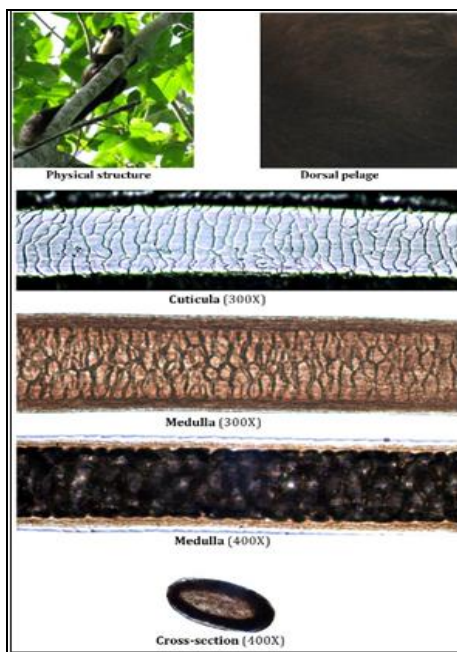 Physical structure
Dorsal pelage
Cuticula (300X)
Medulla (300X)
Medulla (400X)
Cross-section (400X)